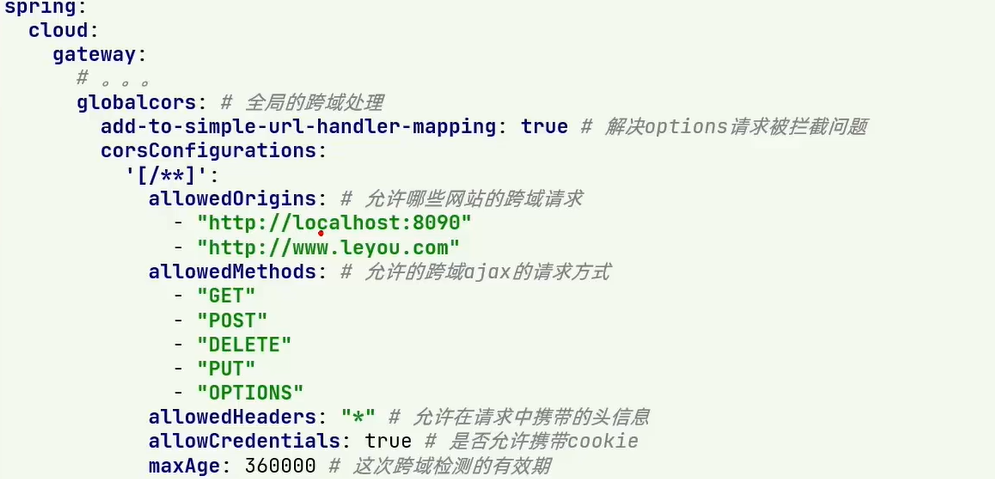 spring:
  cloud:
    gateway:
      # 。。。
      globalcors: # 全局的跨域处理
        add-to-simple-url-handler-mapping: true # 解决options请求被拦截问题
        corsConfigurations:
          '[/**]':
            allowedOrigins: # 允许哪些网站的跨域请求
              - "http://localhost:8090"
              - "http://www.leyou.com"
            allowedMethods: # 允许的跨域ajax的请求方式
              - "GET"
              - "POST"
              - "DELETE"
              - "PUT"
              - "OPTIONS"
            allowedHeaders: "*" # 允许在请求中携带的头信息
            allowCredentials: true # 是否允许携带cookie
            maxAge: 360000 # 这次跨域检测的有效期